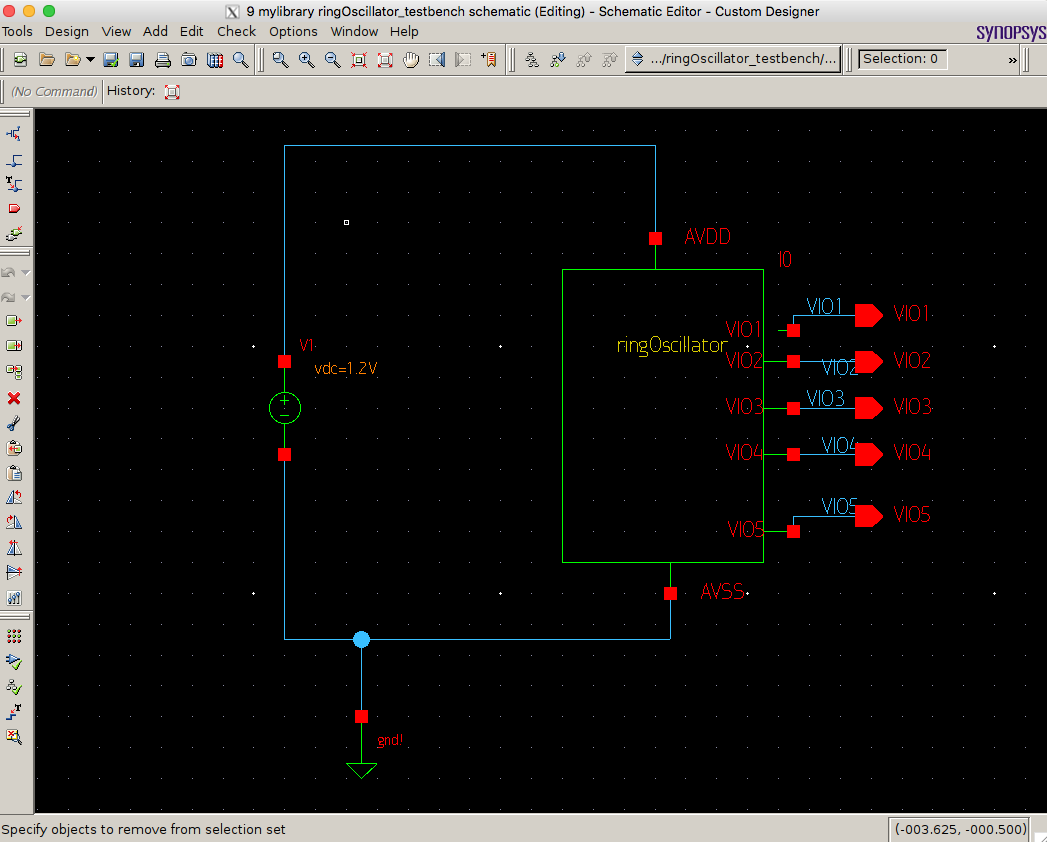 9 mylibrary ringOscillator_testbench schematic (Editing) - Schematic Editor - Custom Designer
Tools Design View Add Edit Check Options Window Help
SYNOPSYS
.../ringOscillator_testbench/...
Selection: 0
»
(No Command) History:
AVDD
IO
VIO1 VIO1 VIO1
V1
ringOscillator
VIO2 VIO2 VIO2
vdc=1.2V
VIO3 VIO3 VIO3
VIO4 VIO4 VIO4
VIO5 VIO5 VIO5
AVSS
gnd!
Specify objects to remove from selection set
(-003.625, -000.500)